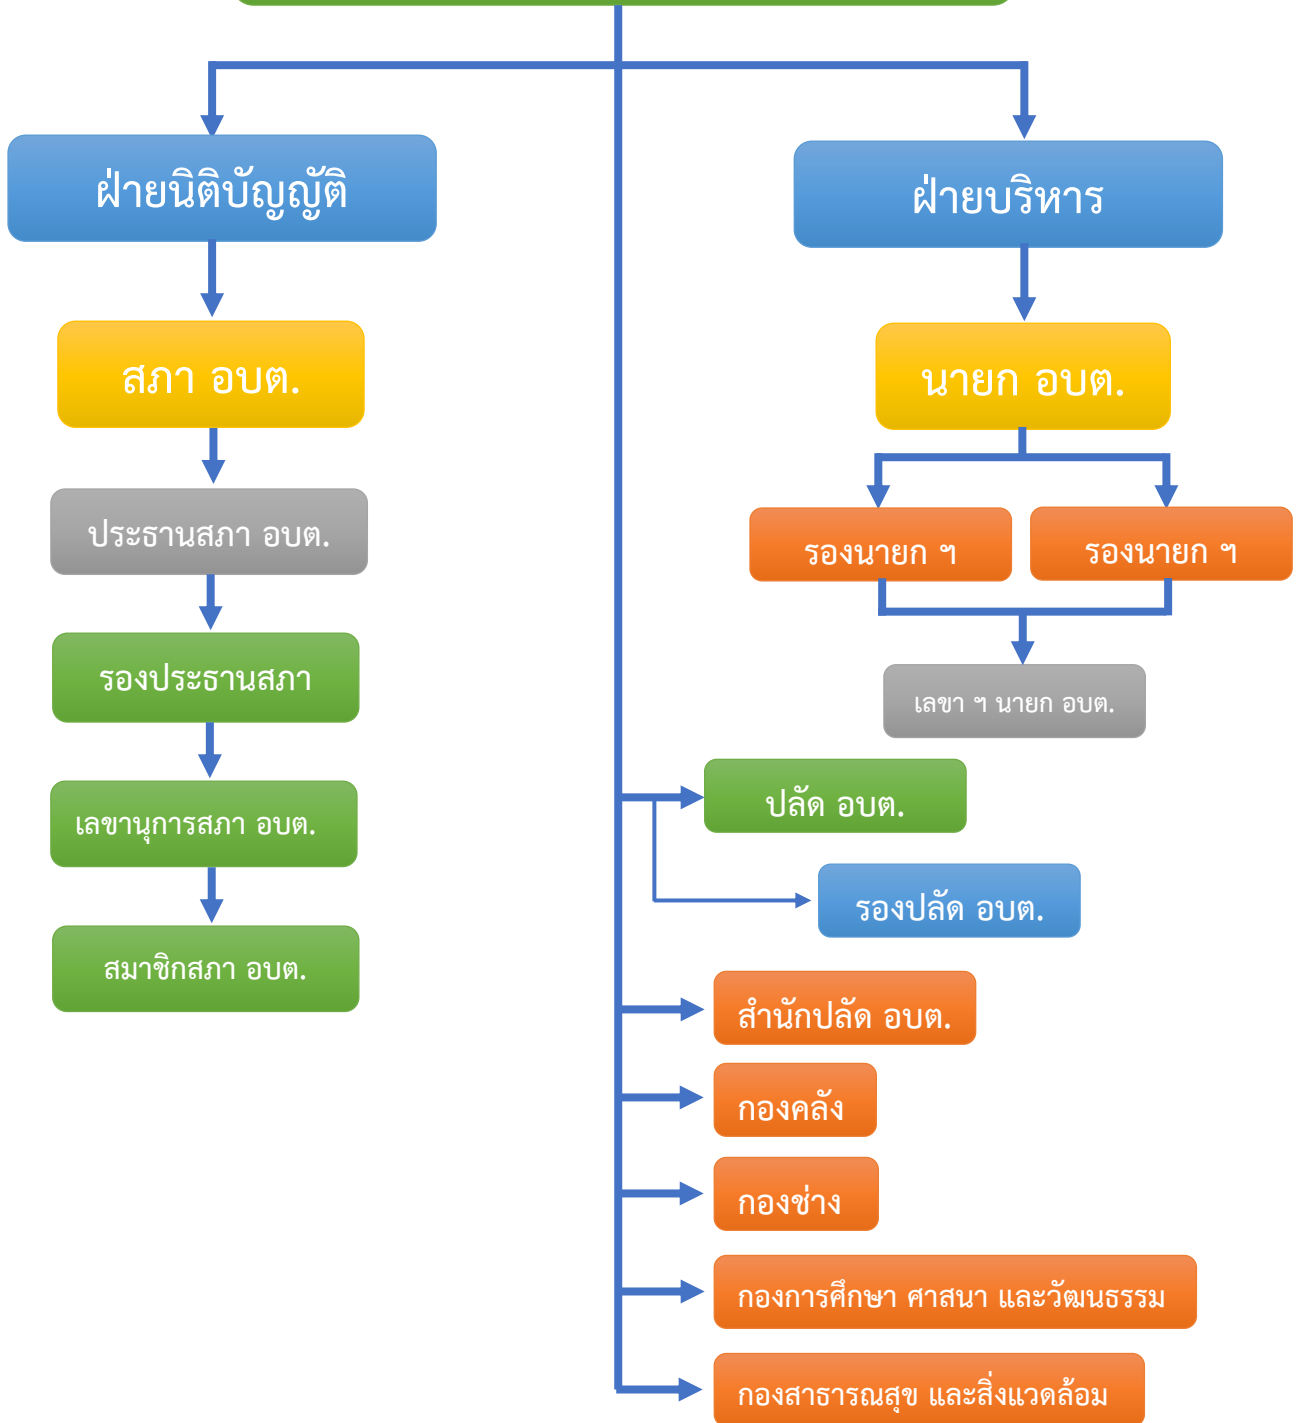 ฝ่ายนิติบัญญัติ
สภา อบต.
ประธานสภา อบต.
รองประธานสภา
เลขานุการสภา อบต.
สมาชิกสภา อบต.
ฝ่ายบริหาร
นายก อบต.
รองนายก ฯ
รองนายก ฯ
เลขา ฯ นายก อบต.
ปลัด อบต.
รองปลัด อบต.
สำนักปลัด อบต.
กองคลัง
กองช่าง
กองการศึกษา ศาสนา และวัฒนธรรม
กองสาธารณสุข และสิ่งแวดล้อม